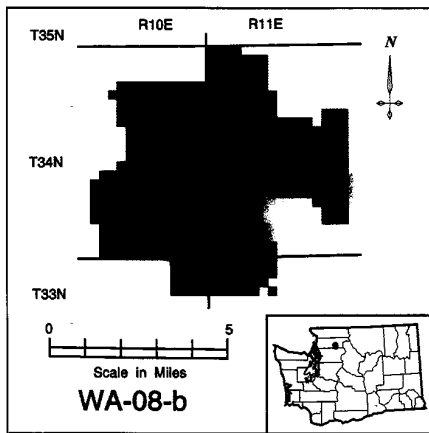 R10E R11E
T35N
N
T34N
T33N
0 5
Scale in Miles
WA-08-b